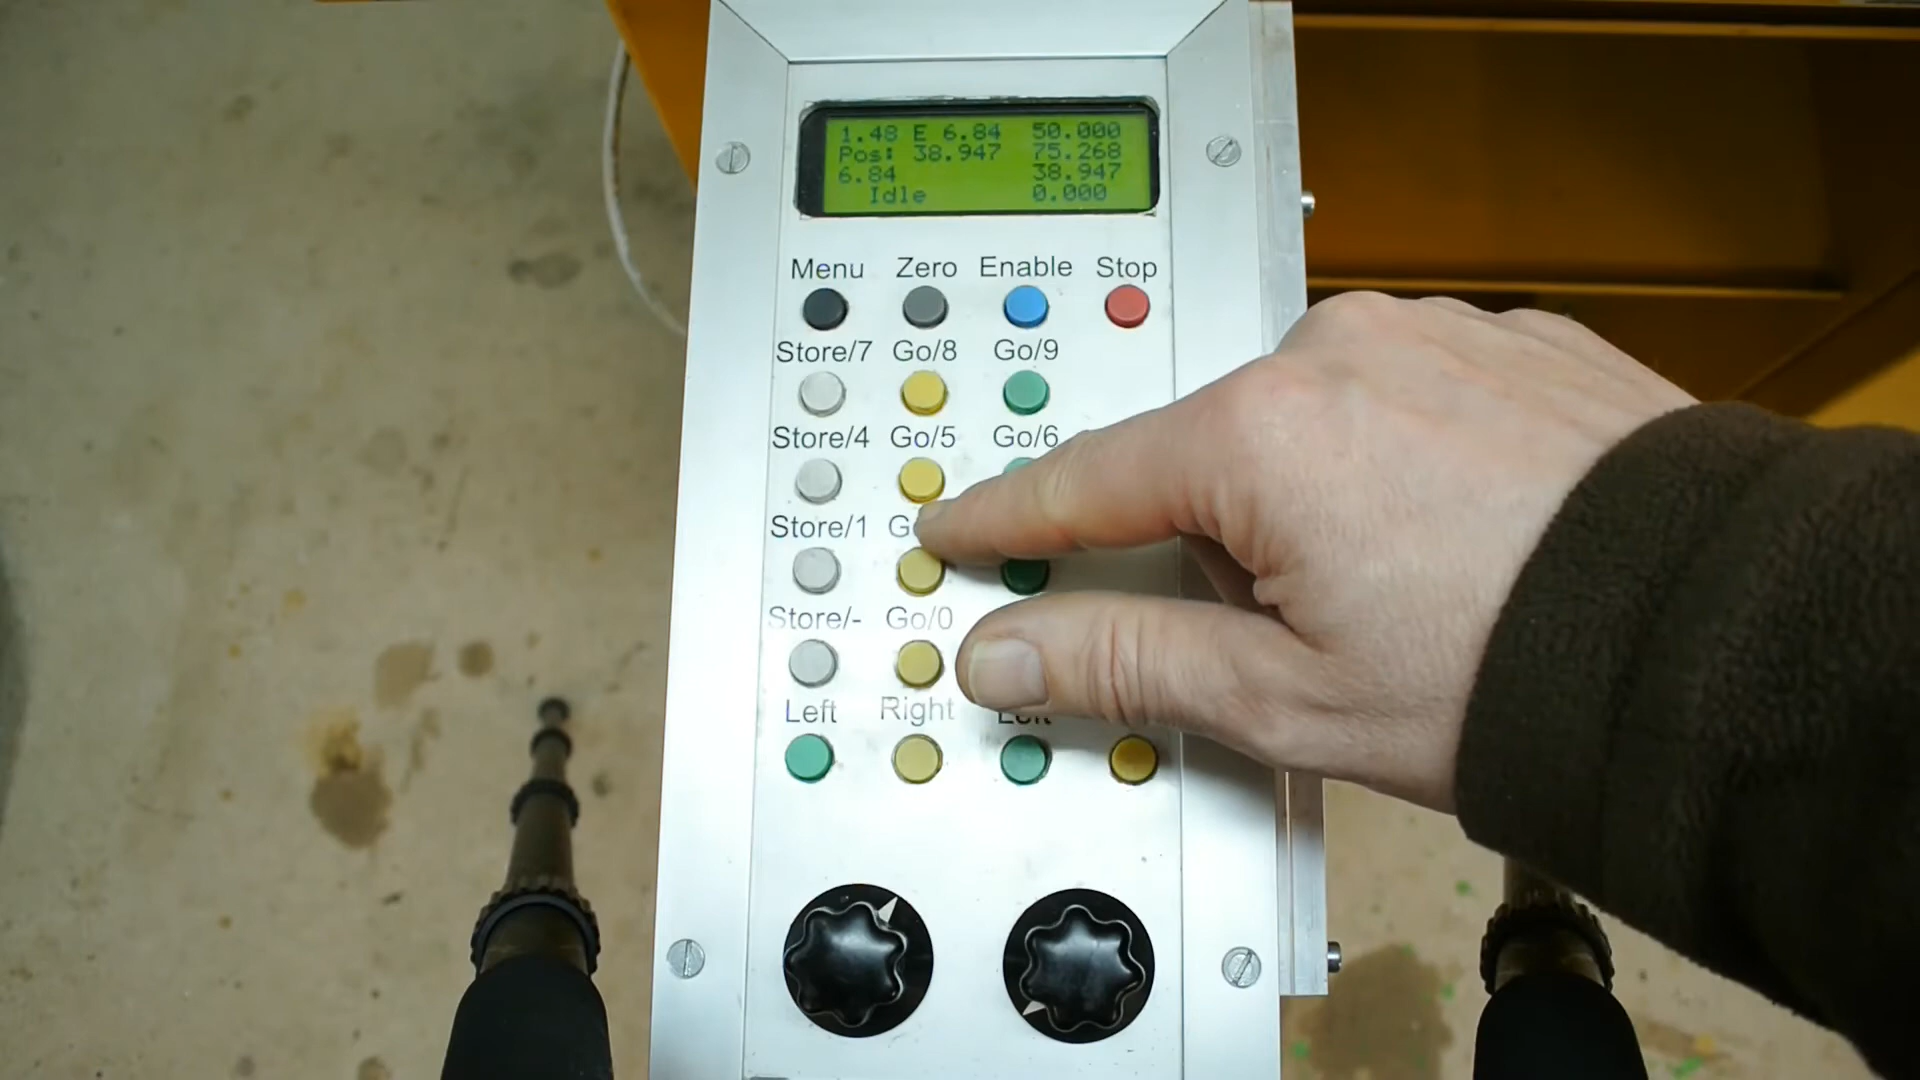 1.48 E 6.84 50.000
Pos: 38.947 75.268
6.84 38.947
Idle 0.000
Menu Zero Enable Stop
Store/7 Go/8 Go/9
Store/4 Go/5 Go/6
Store/1
Store/- Go/0
Left Right Left